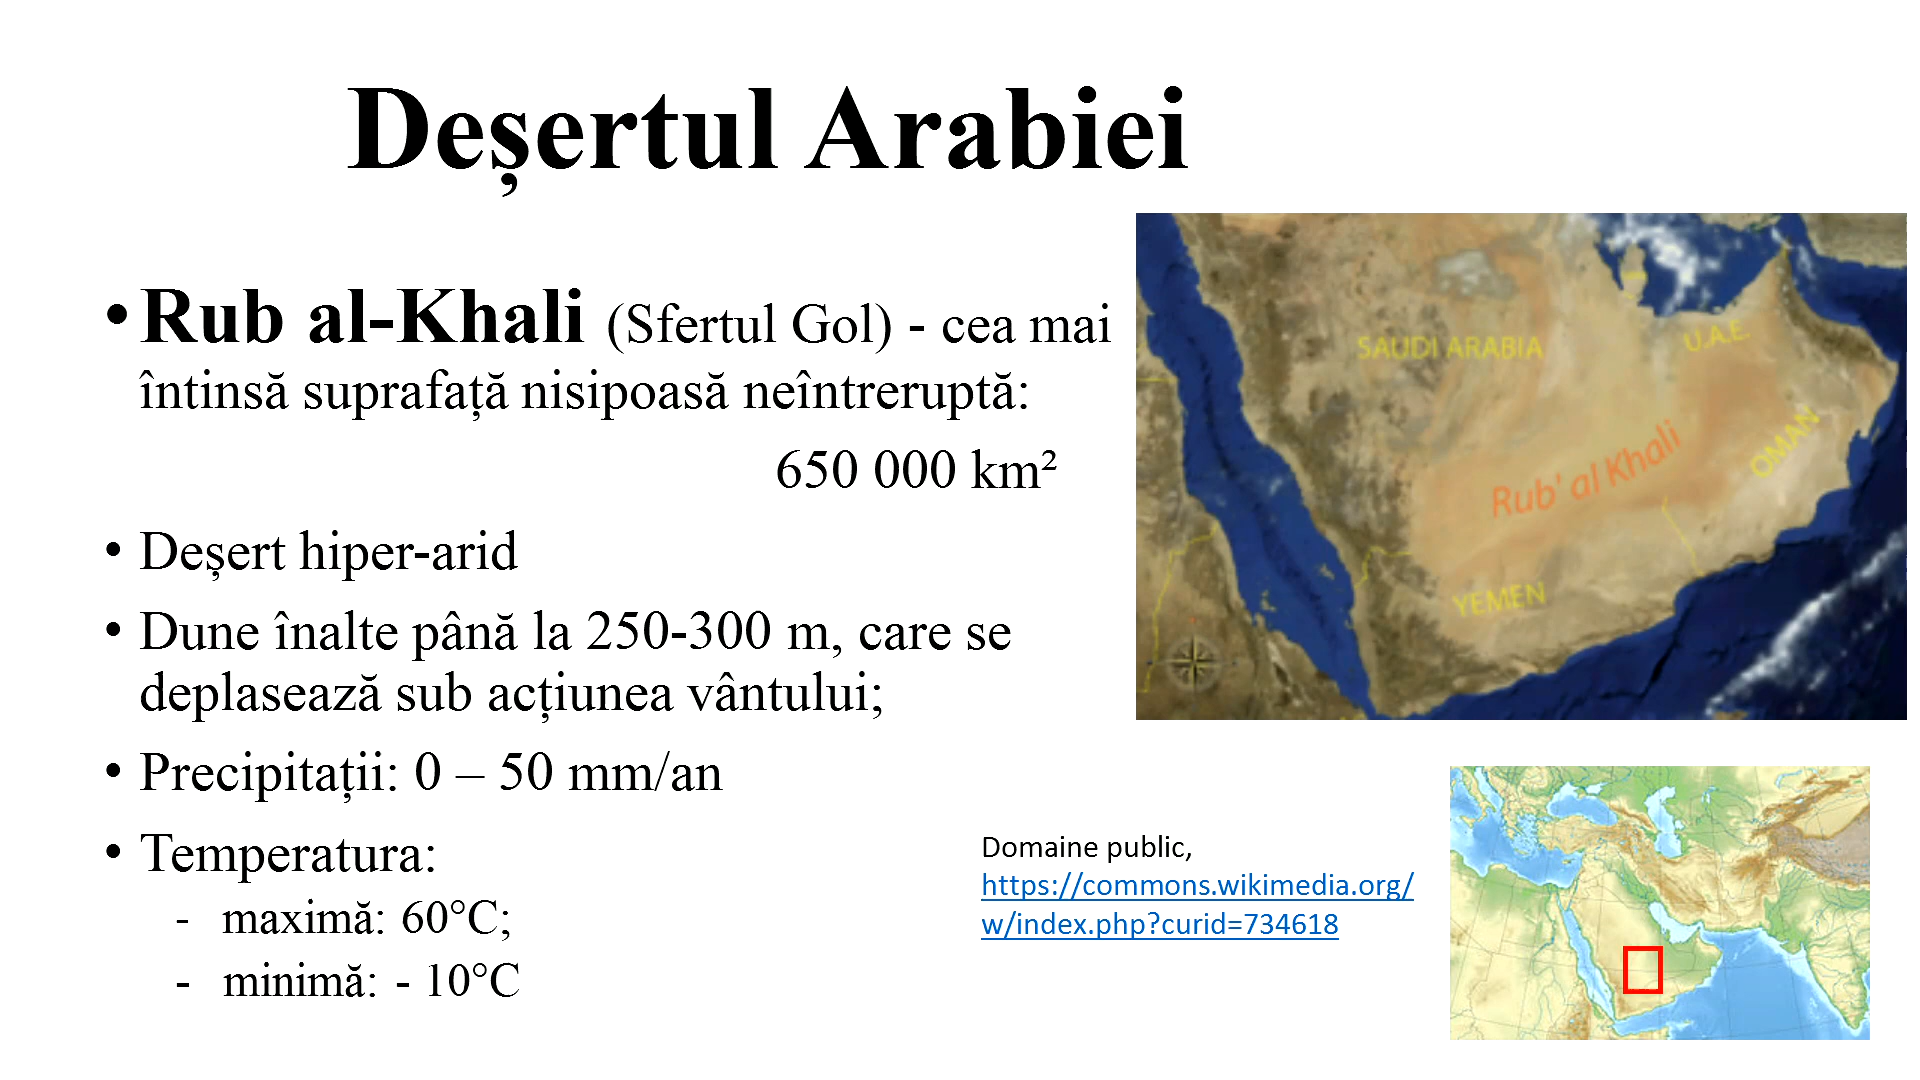 Deșertul Arabiei
• Rub al-Khali (Sfertul Gol) - cea mai
întinsă suprafață nisipoasă neîntreruptă:
650 000 km²
• Deșert hiper-arid
• Dune înalte până la 250-300 m, care se
deplasează sub acțiunea vântului;
• Precipitații: 0 – 50 mm/an
• Temperatura:
- maximă: 60°C;
- minimă: - 10°C
SAUDI ARABIA
U.A.E.
OMAN
Rub' al Khali
YEMEN
Domaine public,
https://commons.wikimedia.org/
w/index.php?curid=734618